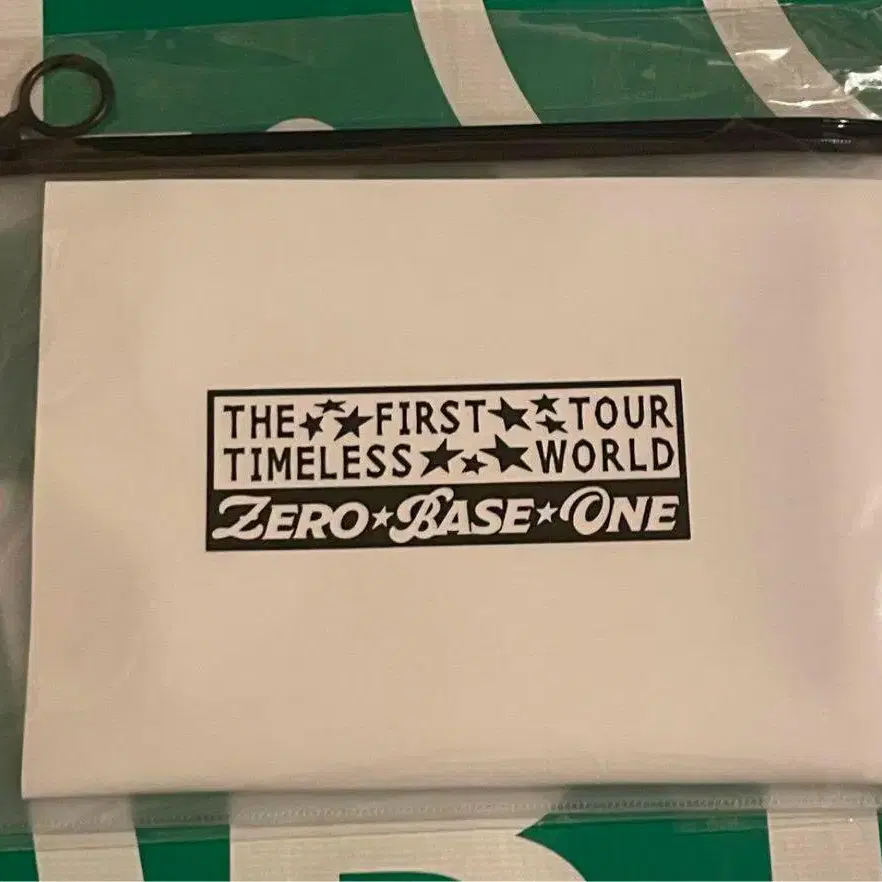 THE FIRST TOUR
TIMELESS WORLD
ZERO★BASE★ONE